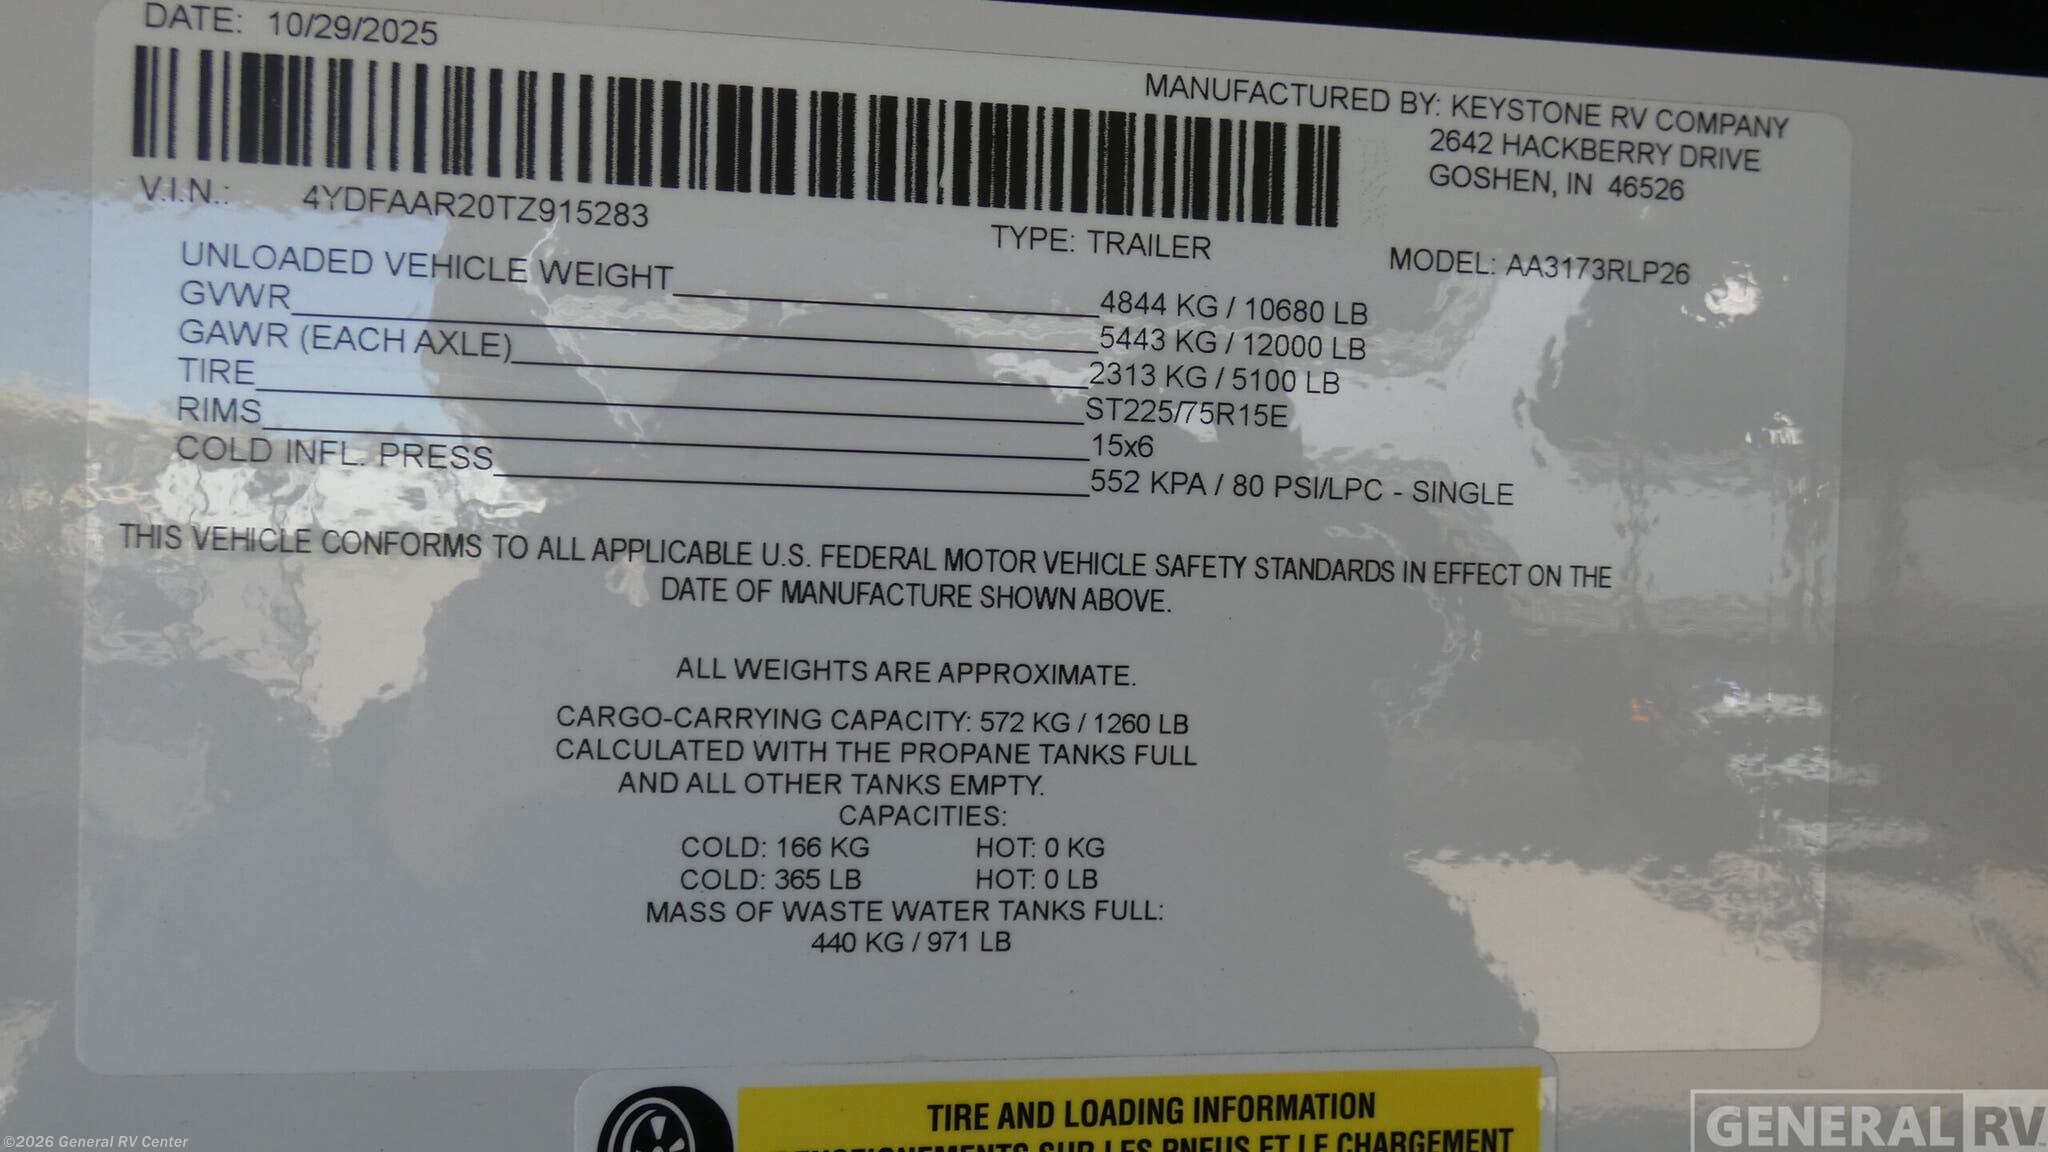 DATE: 10/29/2025
MANUFACTURED BY: KEYSTONE RV COMPANY
2642 HACKBERRY DRIVE
GOSHEN, IN 46526
V.I.N.: 4YDFAAR20TZ915283
TYPE: TRAILER
MODEL: AA3173RLP26
UNLOADED VEHICLE WEIGHT 4844 KG / 10680 LB
GVWR 5443 KG / 12000 LB
GAWR (EACH AXLE) 2313 KG / 5100 LB
TIRE ST225/75R15E
RIMS 15x6
COLD INFL. PRESS 552 KPA / 80 PSI/LPC - SINGLE
THIS VEHICLE CONFORMS TO ALL APPLICABLE U.S. FEDERAL MOTOR VEHICLE SAFETY STANDARDS IN EFFECT ON THE
DATE OF MANUFACTURE SHOWN ABOVE.
ALL WEIGHTS ARE APPROXIMATE.
CARGO-CARRYING CAPACITY: 572 KG / 1260 LB
CALCULATED WITH THE PROPANE TANKS FULL
AND ALL OTHER TANKS EMPTY.
CAPACITIES:
COLD: 166 KG HOT: 0 KG
COLD: 365 LB HOT: 0 LB
MASS OF WASTE WATER TANKS FULL:
440 KG / 971 LB
TIRE AND LOADING INFORMATION
SUR LES PNEUS ET LE CHARGEMENT
©2026 General RV Center
GENERAL RV